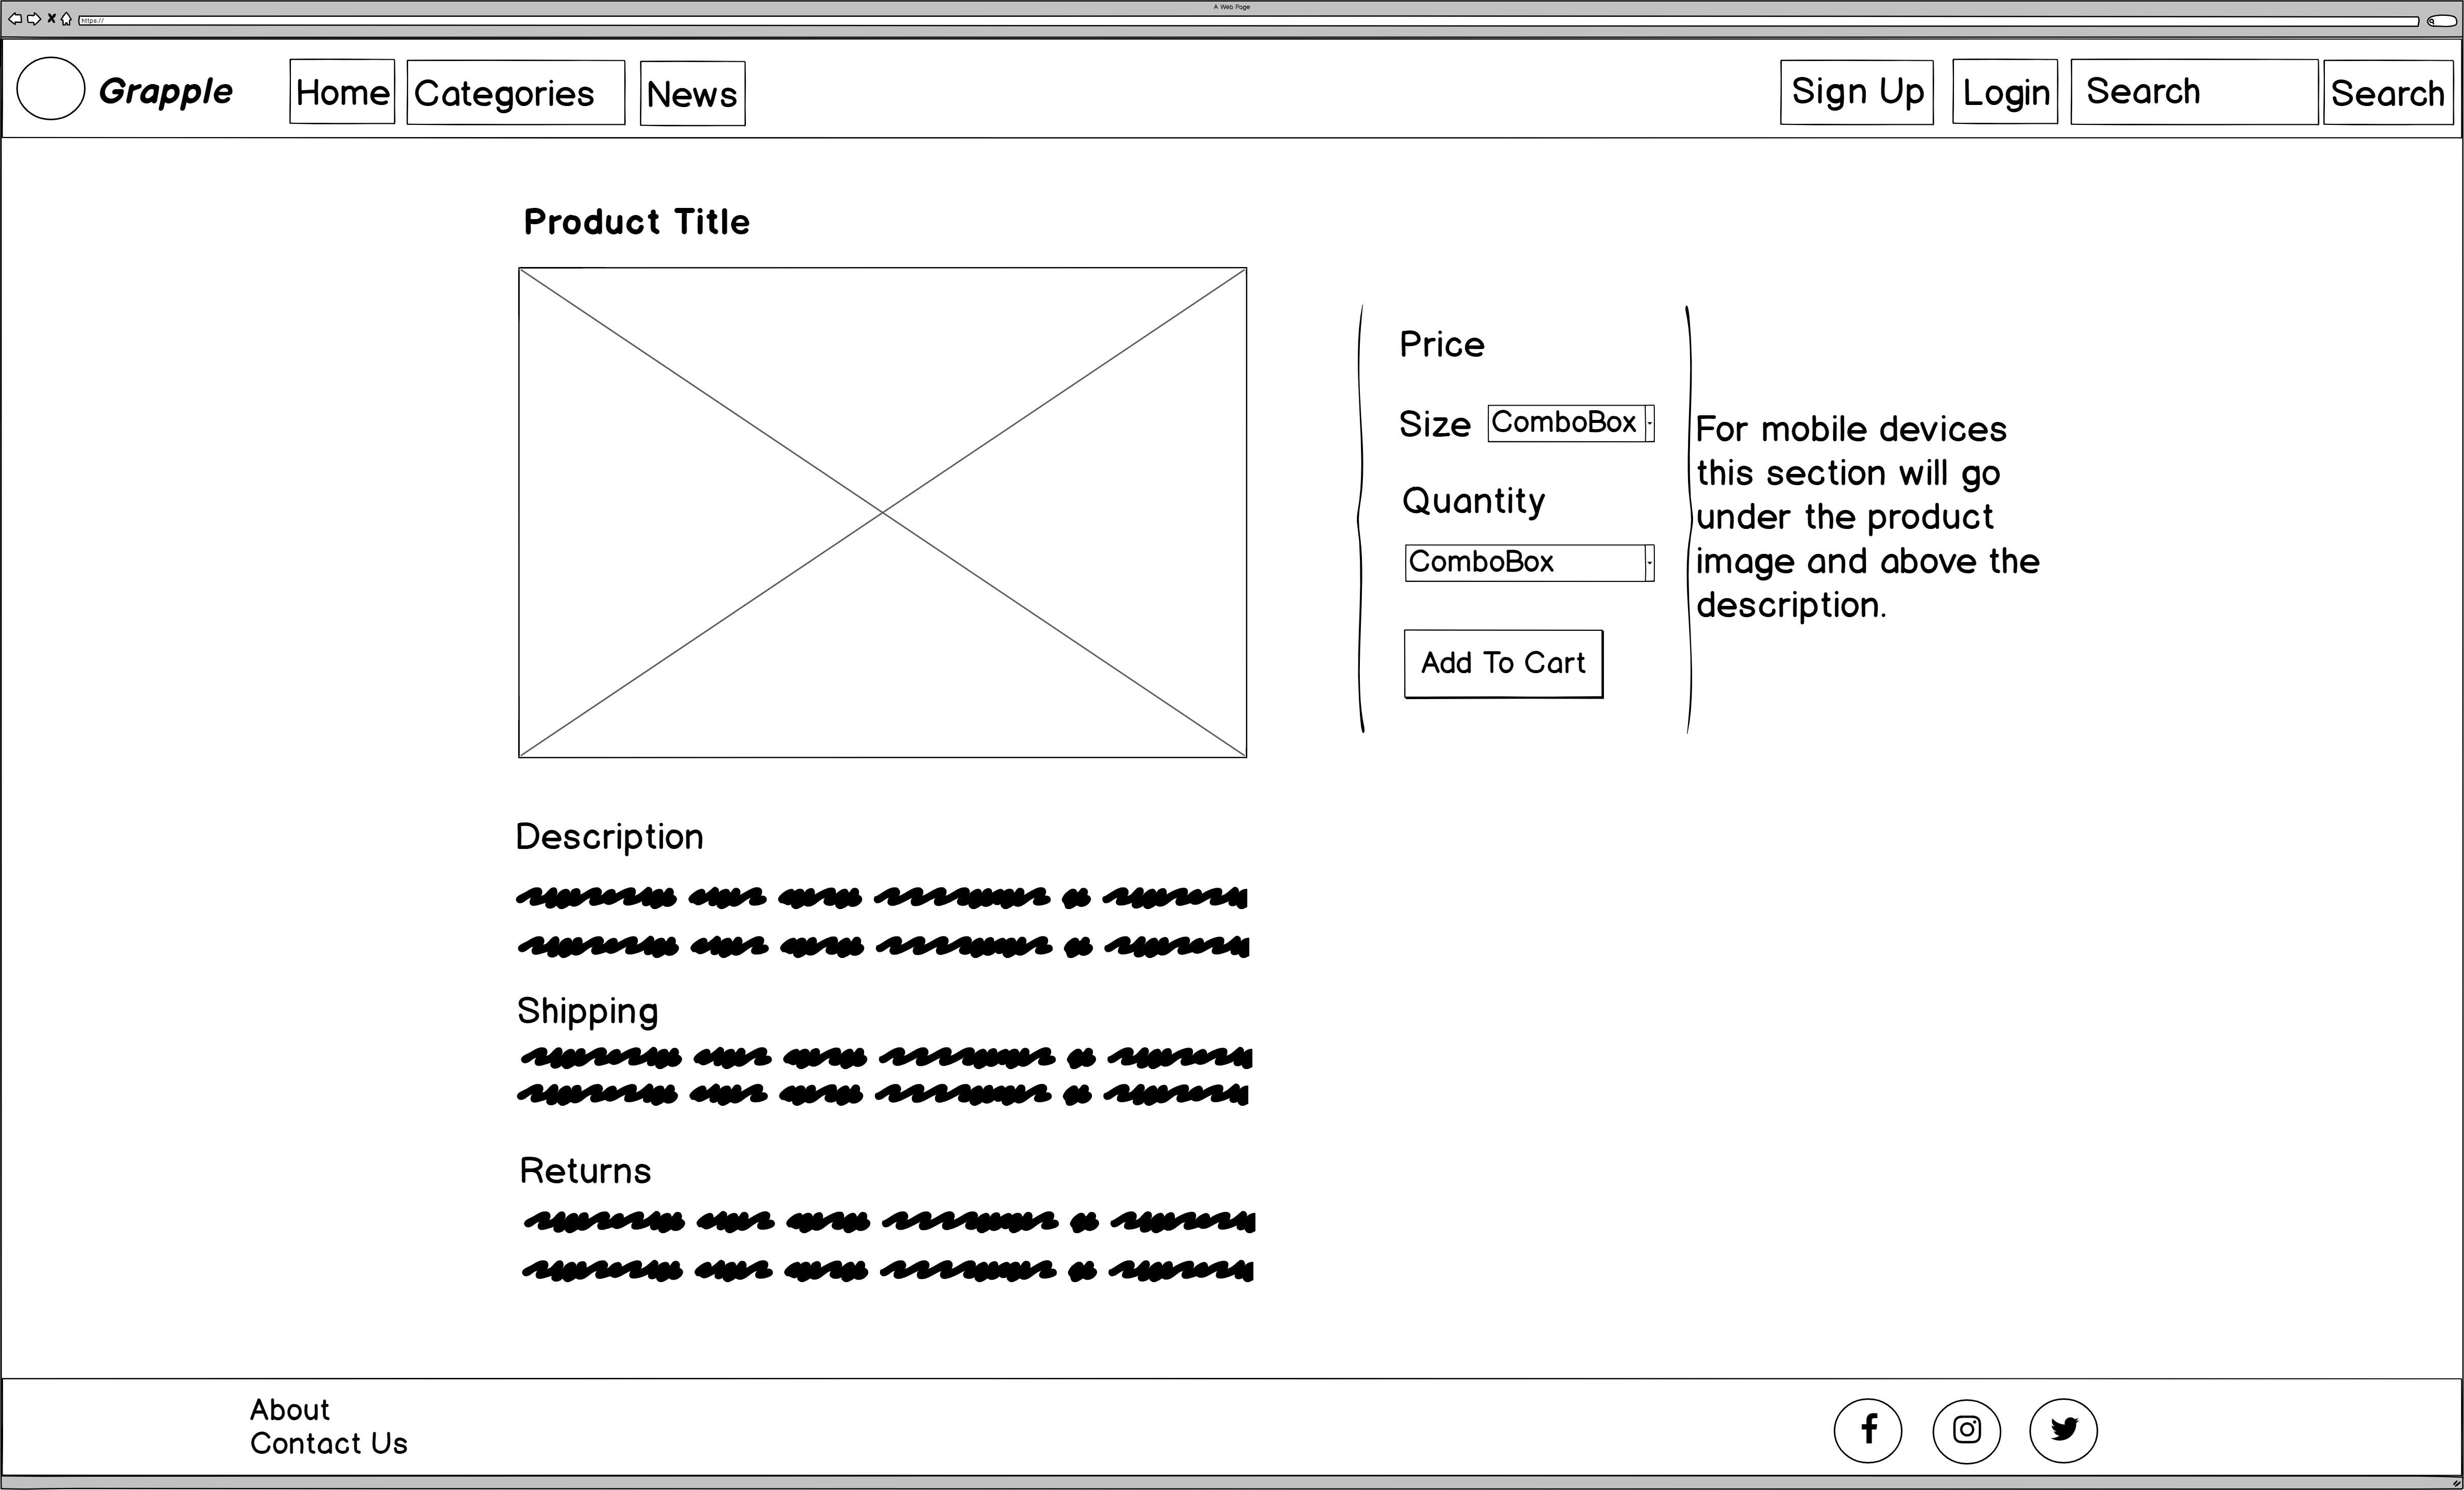 A Web Page
https://
Grapple Home Categories News Sign Up Login Search Search
Product Title
Price
Size ComboBox
Quantity
ComboBox
Add To Cart
For mobile devices
this section will go
under the product
image and above the
description.
Description
Shipping
Returns
About
Contact Us